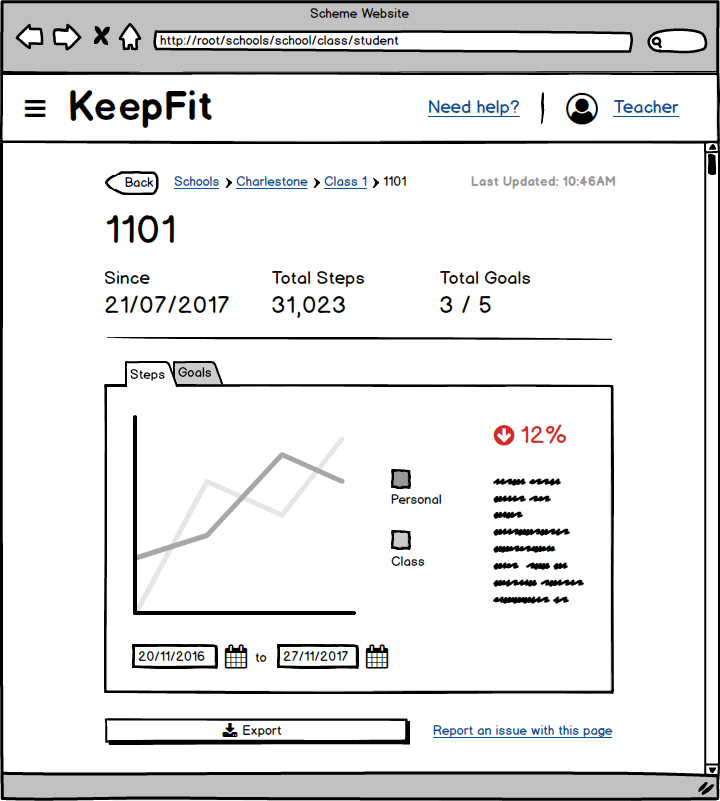 Scheme Website
http://root/schools/school/class/student
KeepFit
Need help?
Teacher
Back
Schools
Charlestone
Class 1
1101
Last Updated: 10:46AM
1101
Since
Total Steps
Total Goals
21/07/2017
31,023
3 / 5
Steps
Goals
12%
Personal
Class
20/11/2016
to
27/11/2017
Export
Report an issue with this page